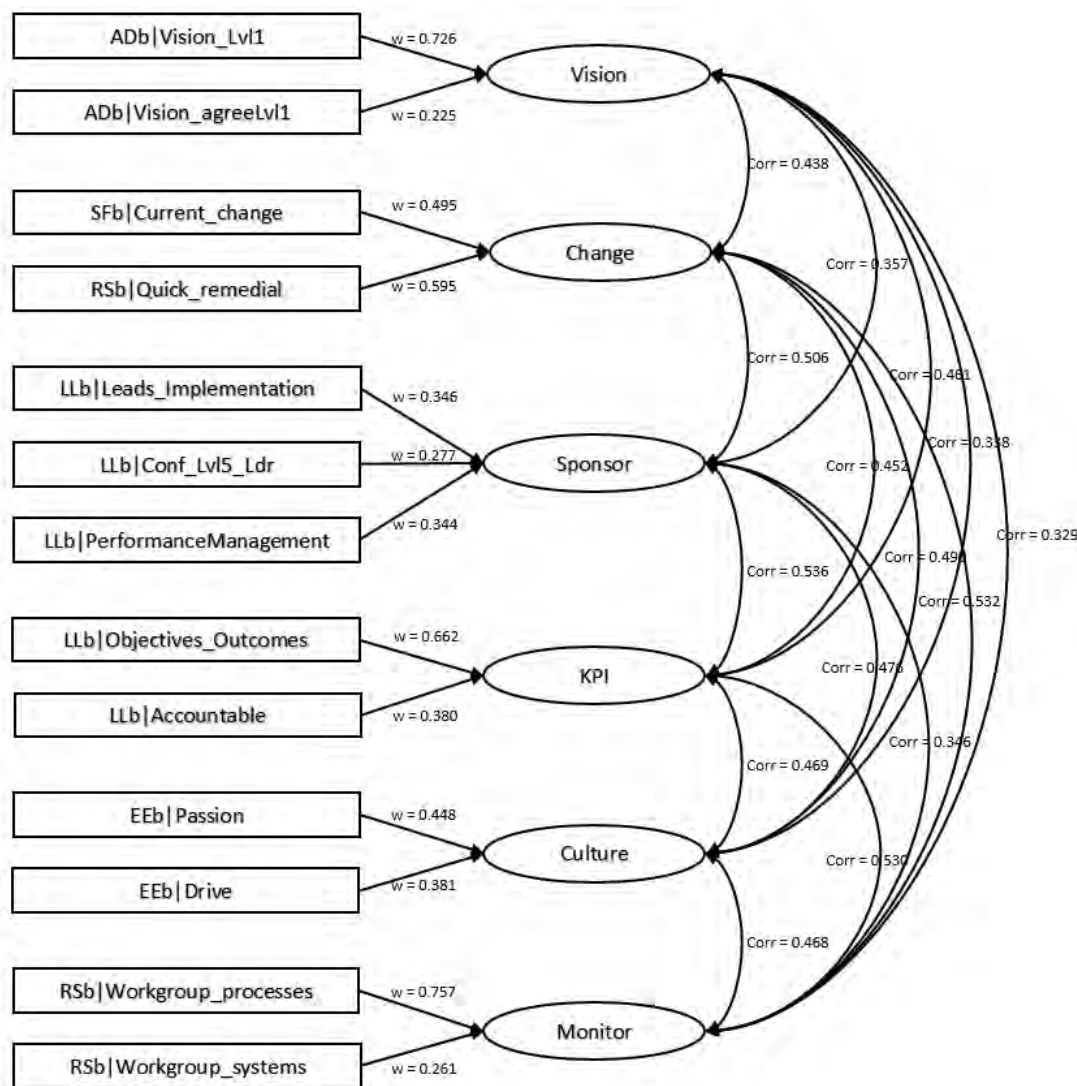 ADb|Vision_Lvl1
w = 0.726
Vision
ADb|Vision_agreeLvl1
w = 0.225
Corr = 0.438
SFb|Current_change
w = 0.495
Change
RSb|Quick_remedial
w = 0.595
Corr = 0.357
Corr = 0.506
LLb|Leads_Implementation
w = 0.346
Corr = 0.461
LLb|Conf_Lvl5_Ldr
w = 0.277
Sponsor
Corr = 0.452
Corr = 0.338
LLb|PerformanceManagement
w = 0.344
Corr = 0.329
Corr = 0.536
Corr =
Corr = 0.532
LLb|Objectives_Outcomes
w = 0.662
KPI
Corr = 0.476
LLb|Accountable
w = 0.380
Corr = 0.469
Corr = 0.346
EEb|Passion
w = 0.448
Culture
Corr = 0.530
EEb|Drive
w = 0.381
Corr = 0.468
RSb|Workgroup_processes
w = 0.757
Monitor
RSb|Workgroup_systems
w = 0.261